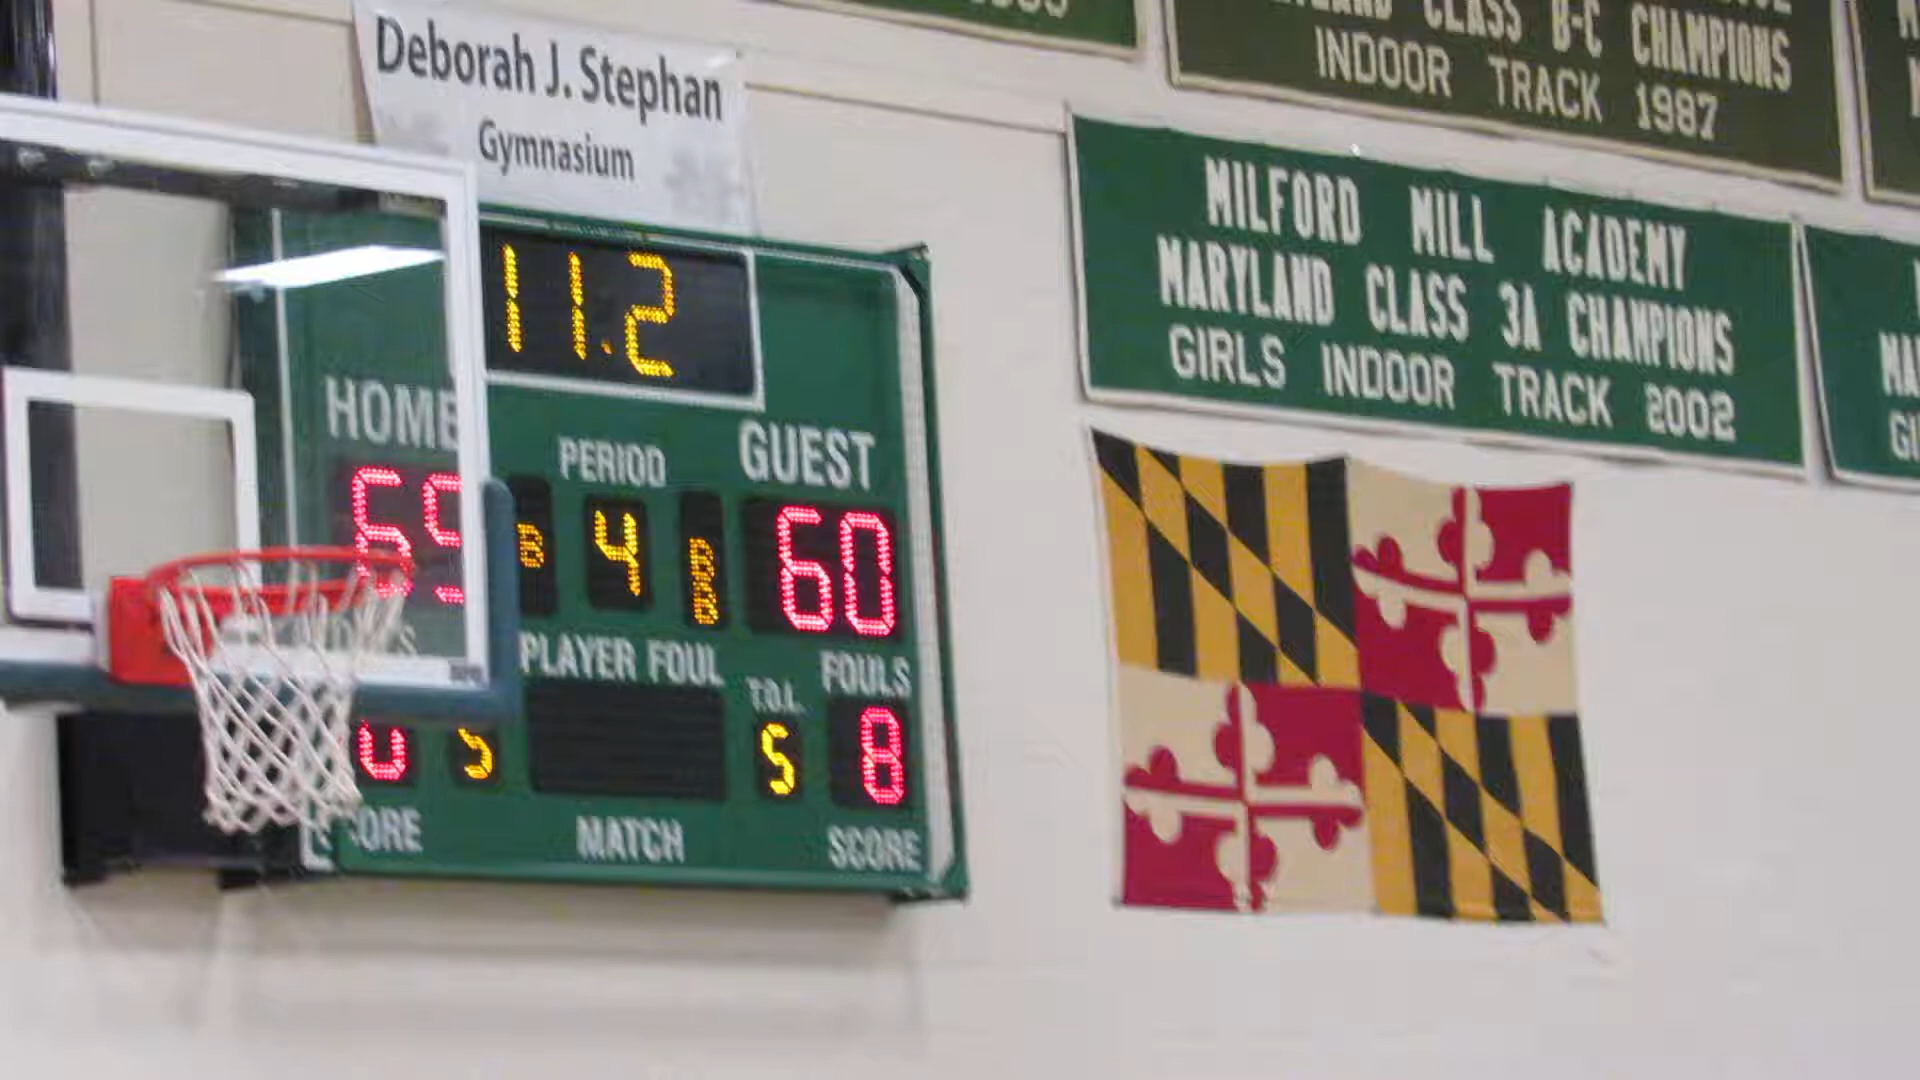 Deborah J. Stephan
Gymnasium
CLASS B-C CHAMPIONS
INDOOR TRACK 1987
MILFORD MILL ACADEMY
MARYLAND CLASS 3A CHAMPIONS
GIRLS INDOOR TRACK 2002
11.2
HOME
PERIOD
GUEST
B
4
B
B
B
60
PLAYER FOUL
T.O.L.
FOULS
5
5
8
MATCH
SCORE